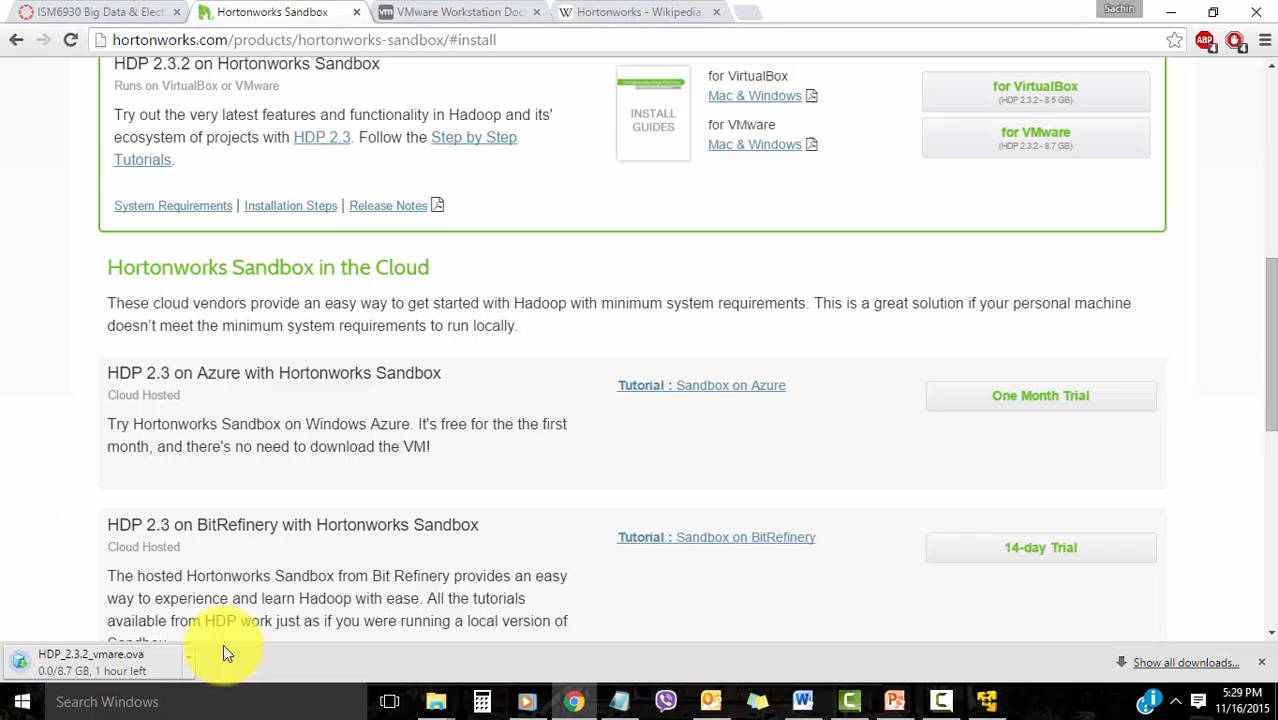 ISM6930 Big Data & Elect
Hortonworks Sandbox
VMware Workstation Doc
Hortonworks - Wikipedia,
Sachin
hortonworks.com/products/hortonworks-sandbox/#install
HDP 2.3.2 on Hortonworks Sandbox
Runs on VirtualBox or VMware
Try out the very latest features and functionality in Hadoop and its'
ecosystem of projects with HDP 2.3. Follow the Step by Step
Tutorials.
System Requirements | Installation Steps | Release Notes
INSTALL
GUIDES
for VirtualBox
Mac & Windows
for VMware
Mac & Windows
for VirtualBox
(HDP 2.3.2 - 8.5 GB)
for VMware
(HDP 2.3.2 - 8.7 GB)
Hortonworks Sandbox in the Cloud
These cloud vendors provide an easy way to get started with Hadoop with minimum system requirements. This is a great solution if your personal machine
doesn't meet the minimum system requirements to run locally.
HDP 2.3 on Azure with Hortonworks Sandbox
Cloud Hosted
Try Hortonworks Sandbox on Windows Azure. It's free for the the first
month, and there's no need to download the VM!
Tutorial : Sandbox on Azure
One Month Trial
HDP 2.3 on BitRefinery with Hortonworks Sandbox
Cloud Hosted
The hosted Hortonworks Sandbox from Bit Refinery provides an easy
way to experience and learn Hadoop with ease. All the tutorials
available from HDP work just as if you were running a local version of
Sandbox
Tutorial : Sandbox on BitRefinery
14-day Trial
HDP_2.3.2_vmare.ova
0.0/8.7 GB, 1 hour left
Show all downloads...
Search Windows
5:29 PM
11/16/2015